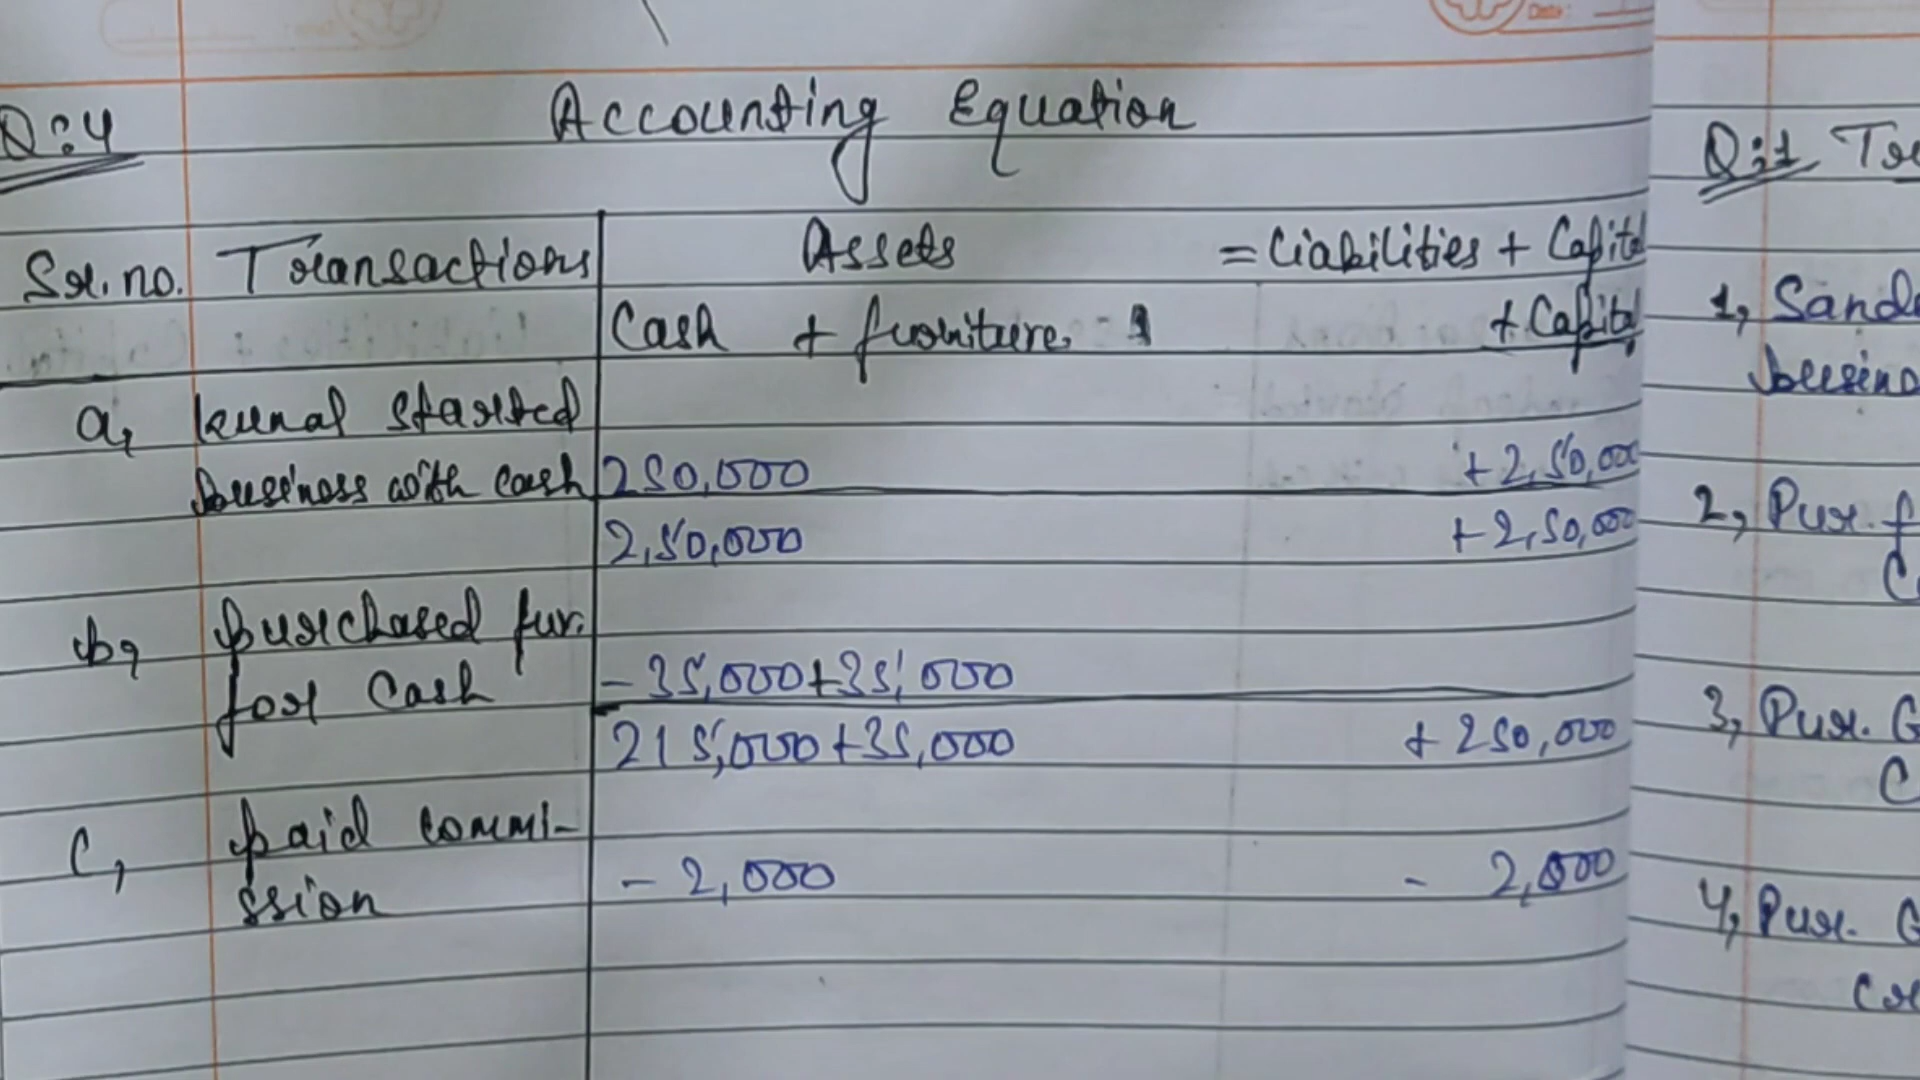 Q:4 Accounting Equation
Sr. no. Transactions Assets = Liabilities + Capital
Cash + furniture + Capital
a, kunal started
business with cash 250,000 + 2,50,000
2,50,000 + 2,50,000
b, purchased fur.
for Cash - 35,000 + 35,000
215,000 + 35,000 + 250,000
C, paid commi-
ssion - 2,000 - 2,000
Q:1
1,
2, Pur. f
3, Pur. G
C
4, Pur. G